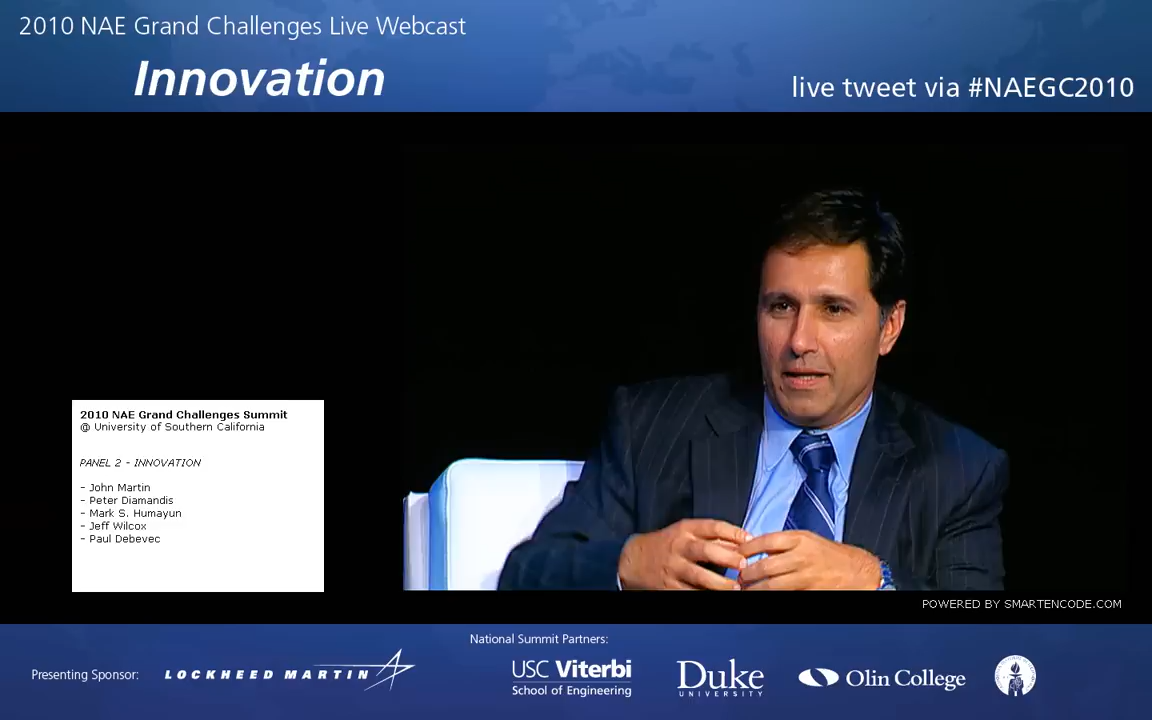 2010 NAE Grand Challenges Live Webcast
Innovation
live tweet via #NAEGC2010
2010 NAE Grand Challenges Summit
@ University of Southern California
PANEL 2 - INNOVATION
- John Martin
- Peter Diamandis
- Mark S. Humayun
- Jeff Wilcox
- Paul Debevec
POWERED BY SMARTENCODE.COM
National Summit Partners:
Presenting Sponsor:
LOCKHEED MARTIN
USC Viterbi
School of Engineering
Duke
UNIVERSITY
Olin College